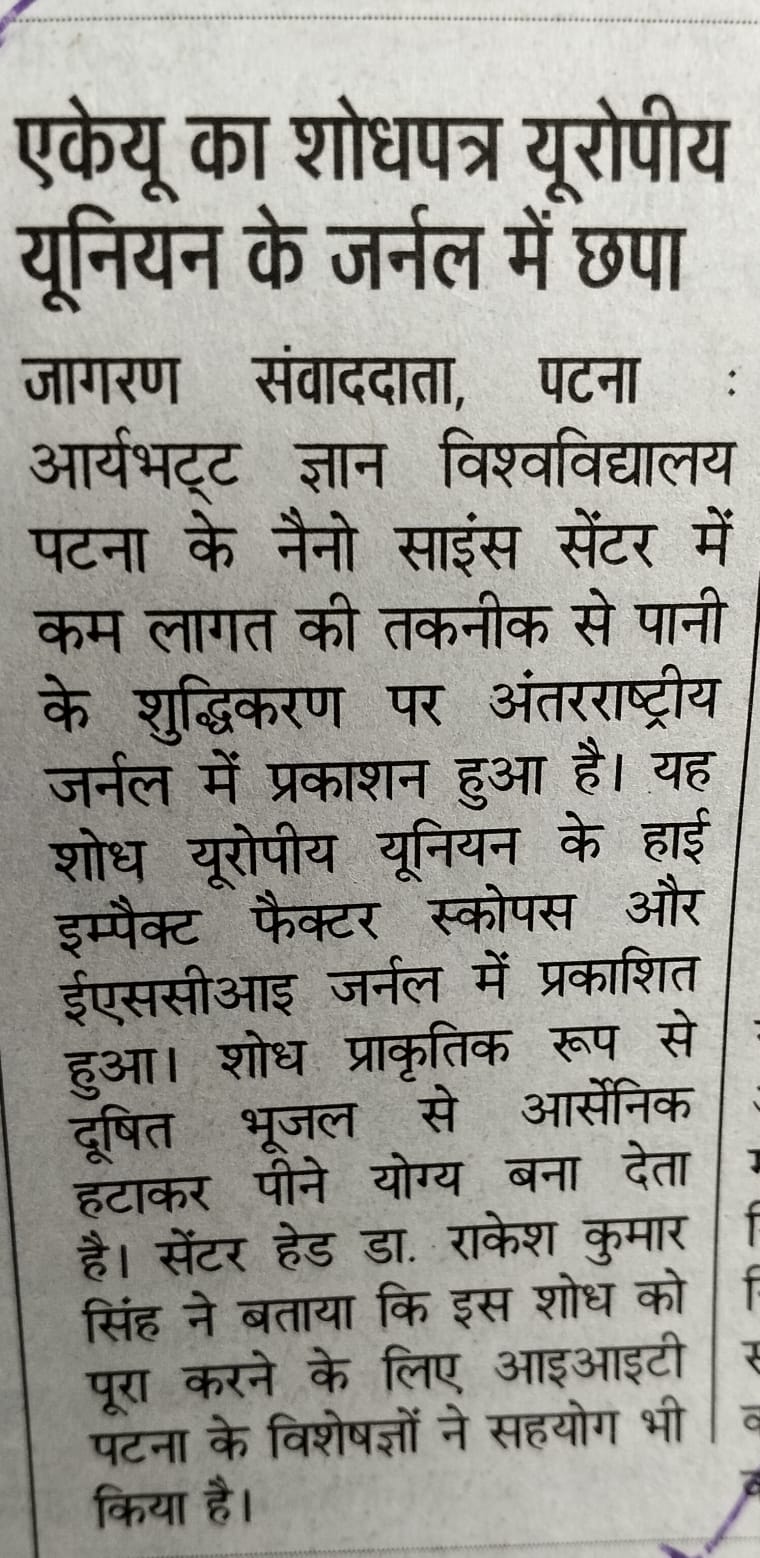 एकेयू का शोधपत्र यूरोपीय
यूनियन के जर्नल में छपा
जागरण संवाददाता, पटना :
आर्यभट्‌ट ज्ञान विश्वविद्यालय
पटना के नैनो साइंस सेंटर में
कम लागत की तकनीक से पानी
के शुद्धिकरण पर अंतरराष्ट्रीय
जर्नल में प्रकाशन हुआ है। यह
शोध यूरोपीय यूनियन के हाई
इम्पैक्ट फैक्टर स्कोपस और
ईएससीआइ जर्नल में प्रकाशित
हुआ। शोध प्राकृतिक रूप से
दूषित भूजल से आर्सेनिक
हटाकर पीने योग्य बना देता
है। सेंटर हेड डा. राकेश कुमार
सिंह ने बताया कि इस शोध को
पूरा करने के लिए आइआइटी
पटना के विशेषज्ञों ने सहयोग भी
किया है।